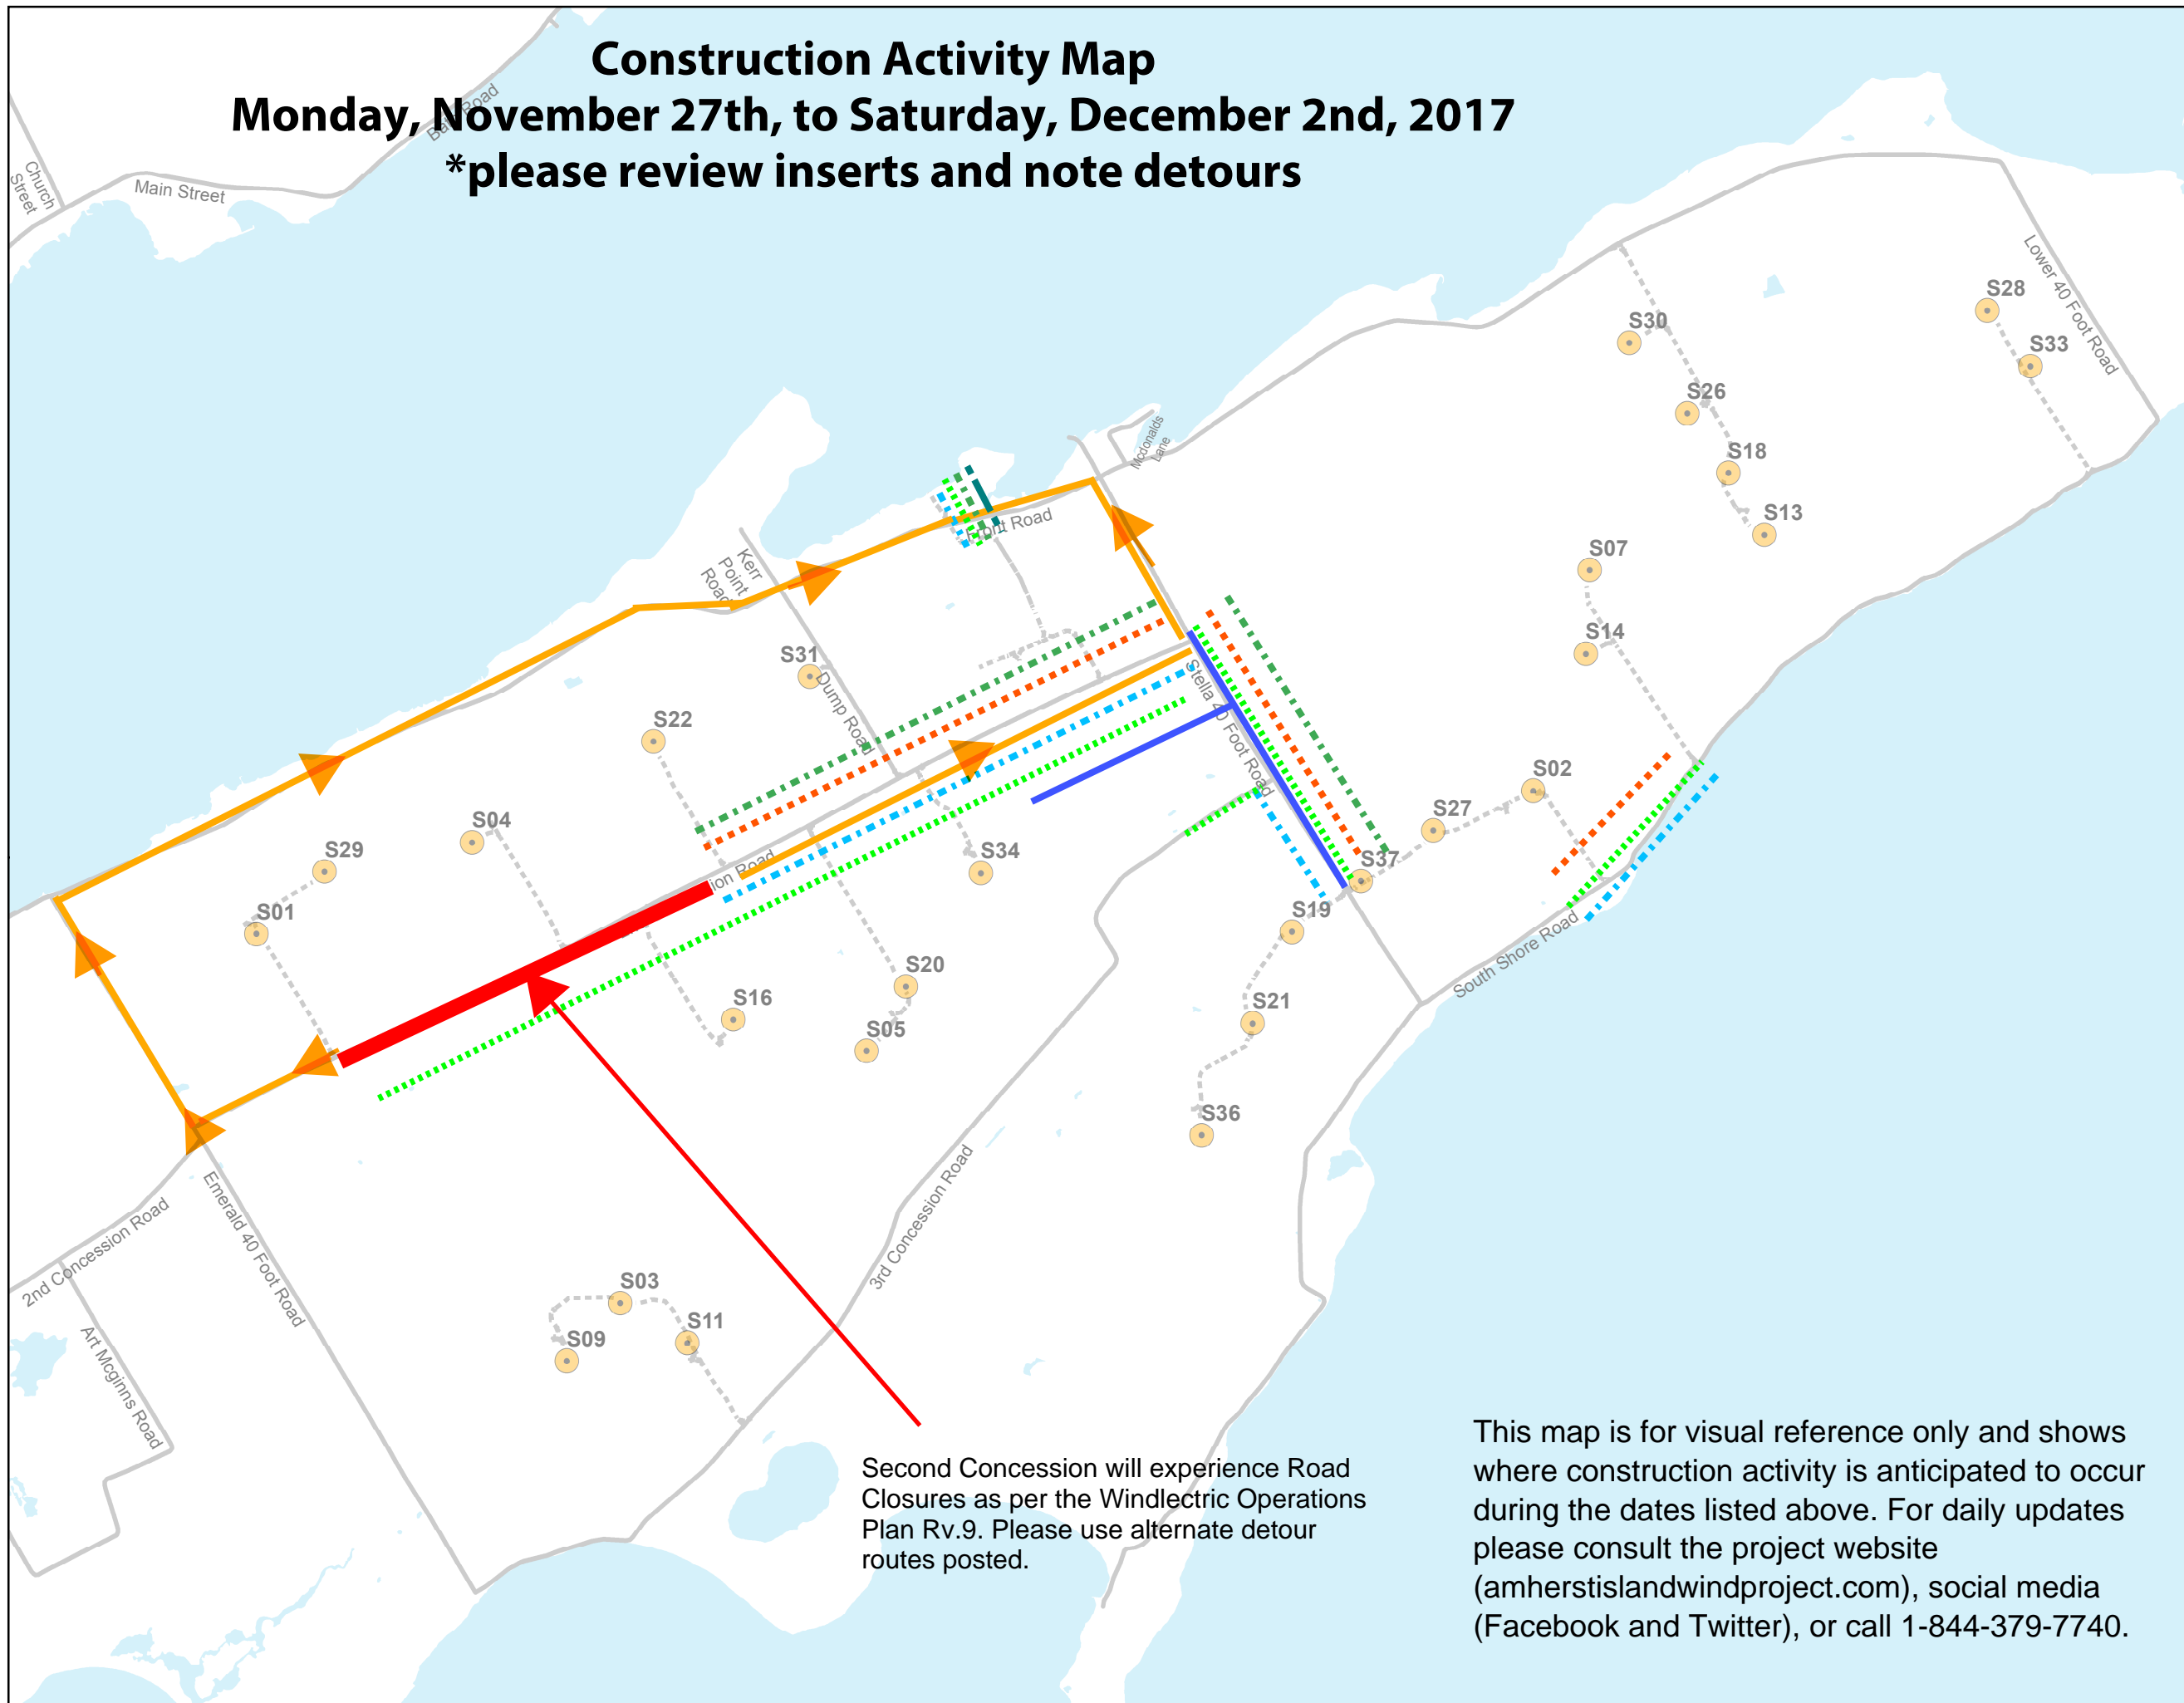 Construction Activity Map
Monday, November 27th, to Saturday, December 2nd, 2017
*please review inserts and note detours
Bath Road
Church
Street
Main Street
Lower 40 Foot Road
S28
S30
S33
S26
Mcdonalds
Lane
S18
S13
Front Road
S07
Kerr
Point
Road
S14
S31
Dump Road
Stella 40 Foot Road
S22
S02
S04
S27
ion Road
S29
S34
S37
S01
S19
South Shore Road
S20
S16
S21
S05
S36
3rd Concession Road
Emerald 40 Foot Road
2nd Concession Road
S03
S11
S09
Art Mcginns Road
Second Concession will experience Road
Closures as per the Windlectric Operations
Plan Rv.9. Please use alternate detour
routes posted.
This map is for visual reference only and shows
where construction activity is anticipated to occur
during the dates listed above. For daily updates
please consult the project website
(amherstislandwindproject.com), social media
(Facebook and Twitter), or call 1-844-379-7740.